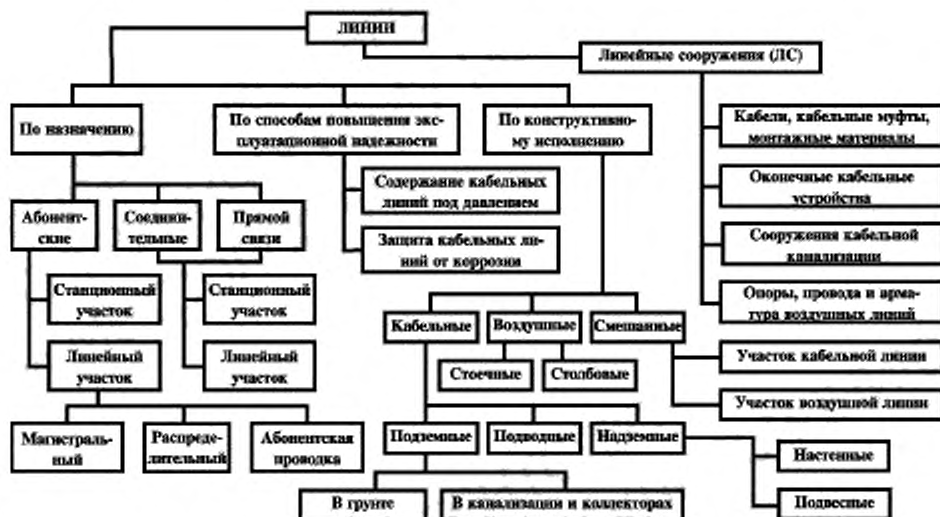 ЛИНИИ
Линейные сооружения (ЛС)
По назначению
По способам повышения экс-
плуатационной надежности
По конструктивно-
му исполнению
Кабели, кабельные муфты,
монтажные материалы
Оконечные кабельные
устройства
Сооружения кабельной
канализации
Опоры, провода и арма-
тура воздушных линий
Содержание кабельных
линий под давлением
Защита кабельных ли-
ний от коррозии
Абонент-
ские
Соедини-
тельные
Прямой
связи
Станционный
участок
Линейный
участок
Станционный
участок
Линейный
участок
Магистраль-
ный
Распреде-
лительный
Абонентская
проводка
Кабельные
Воздушные
Смешанные
Стоечные
Столбовые
Участок кабельной линии
Участок воздушной линии
Подземные
Подводные
Надземные
Настенные
Подвесные
В грунте
В канализации и коллекторах